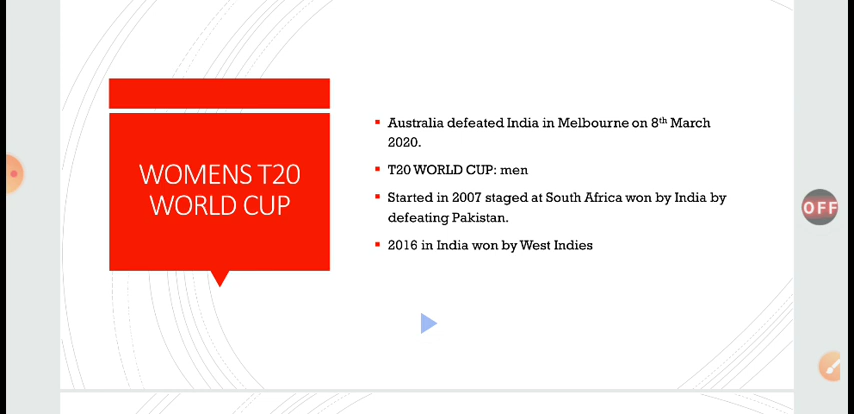 WOMENS T20
WORLD CUP
▪ Australia defeated India in Melbourne on 8th March
2020.
▪ T20 WORLD CUP: men
▪ Started in 2007 staged at South Africa won by India by
defeating Pakistan.
▪ 2016 in India won by West Indies
OFF